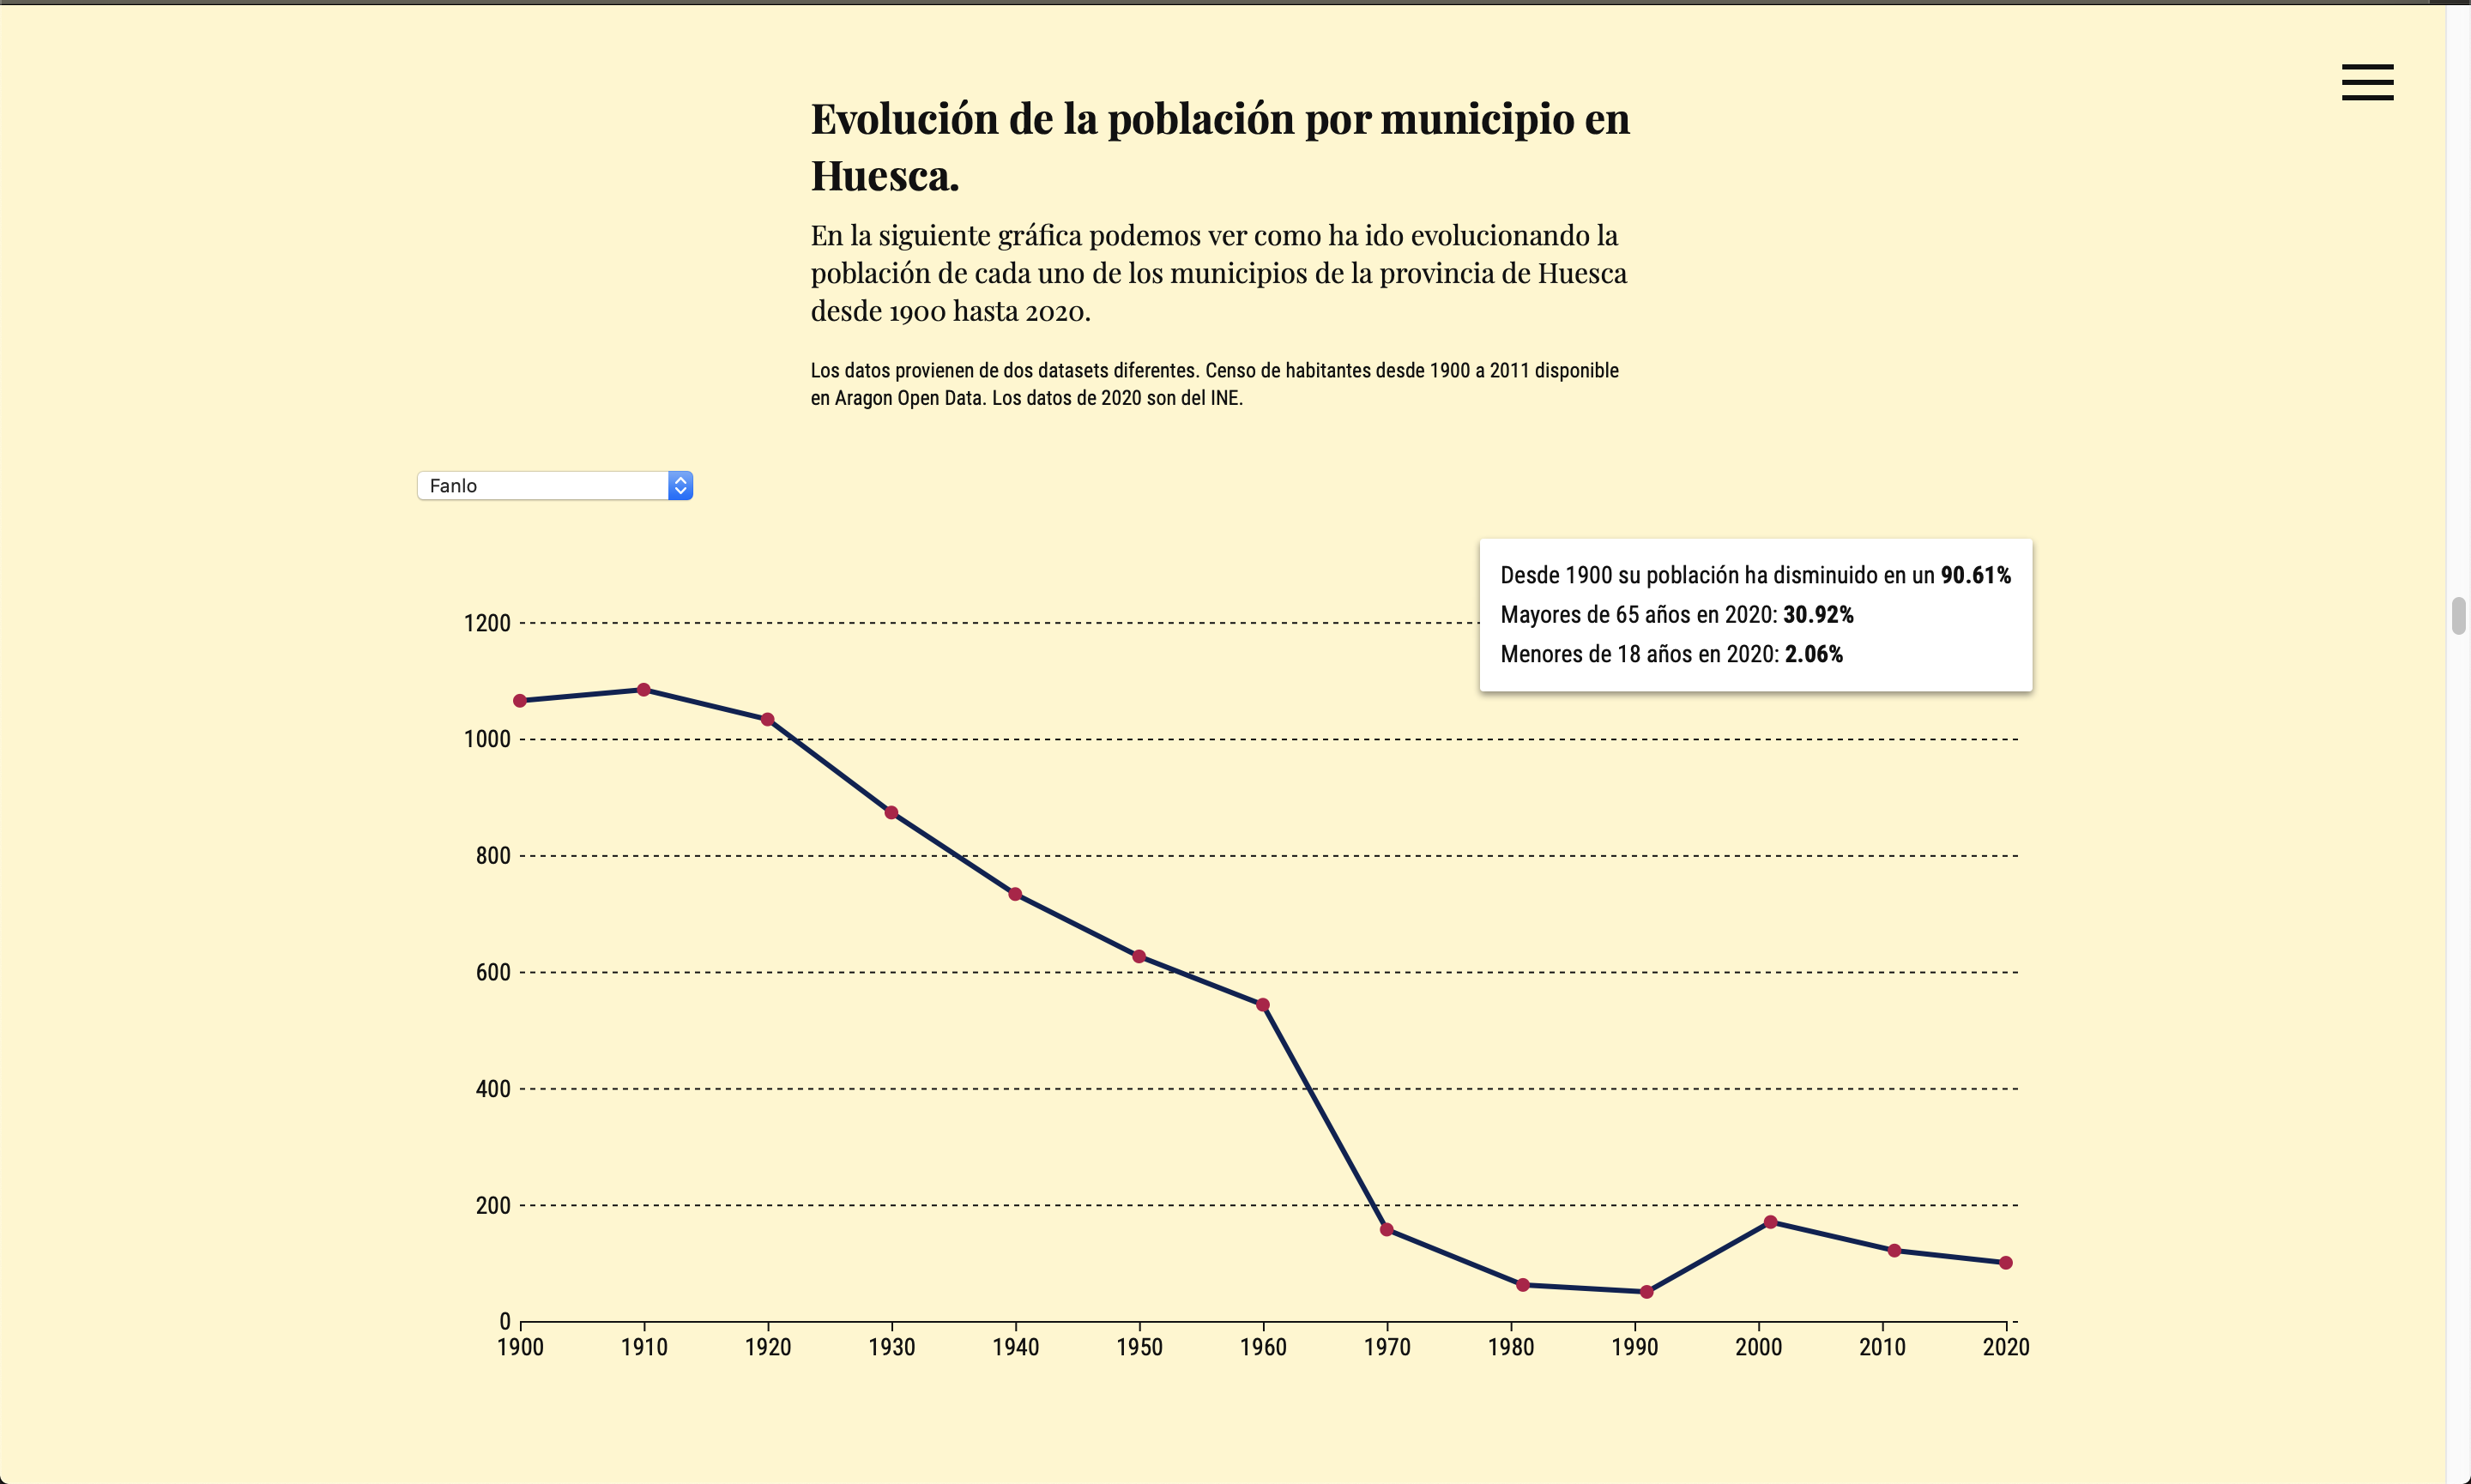 Evolución de la población por municipio en
Huesca.
En la siguiente gráfica podemos ver como ha ido evolucionando la
población de cada uno de los municipios de la provincia de Huesca
desde 1900 hasta 2020.
Los datos provienen de dos datasets diferentes. Censo de habitantes desde 1900 a 2011 disponible
en Aragon Open Data. Los datos de 2020 son del INE.
Fanlo
Desde 1900 su población ha disminuido en un 90.61%
Mayores de 65 años en 2020: 30.92%
Menores de 18 años en 2020: 2.06%
1200
1000
800
600
400
200
0
1900 1910 1920 1930 1940 1950 1960 1970 1980 1990 2000 2010 2020